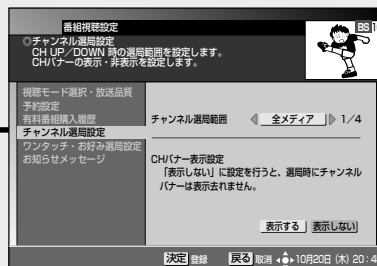 番組視聴設定
BS 1
◎チャンネル選局設定
CH UP／DOWN 時の選局範囲を設定します。
CHバナーの表示・非表示を設定します。
視聴モード選択・放送品質
予約設定
有料番組購入履歴
チャンネル選局設定
ワンタッチ・お好み選局設定
お知らせメッセージ
チャンネル選局範囲 全メディア 1/4
CHバナー表示設定
「表示しない」に設定を行うと、選局時にチャンネル
バナーは表示去れません。
表示する 表示しない
決定 登録 戻る 取消 10月20日 (木) 20：4